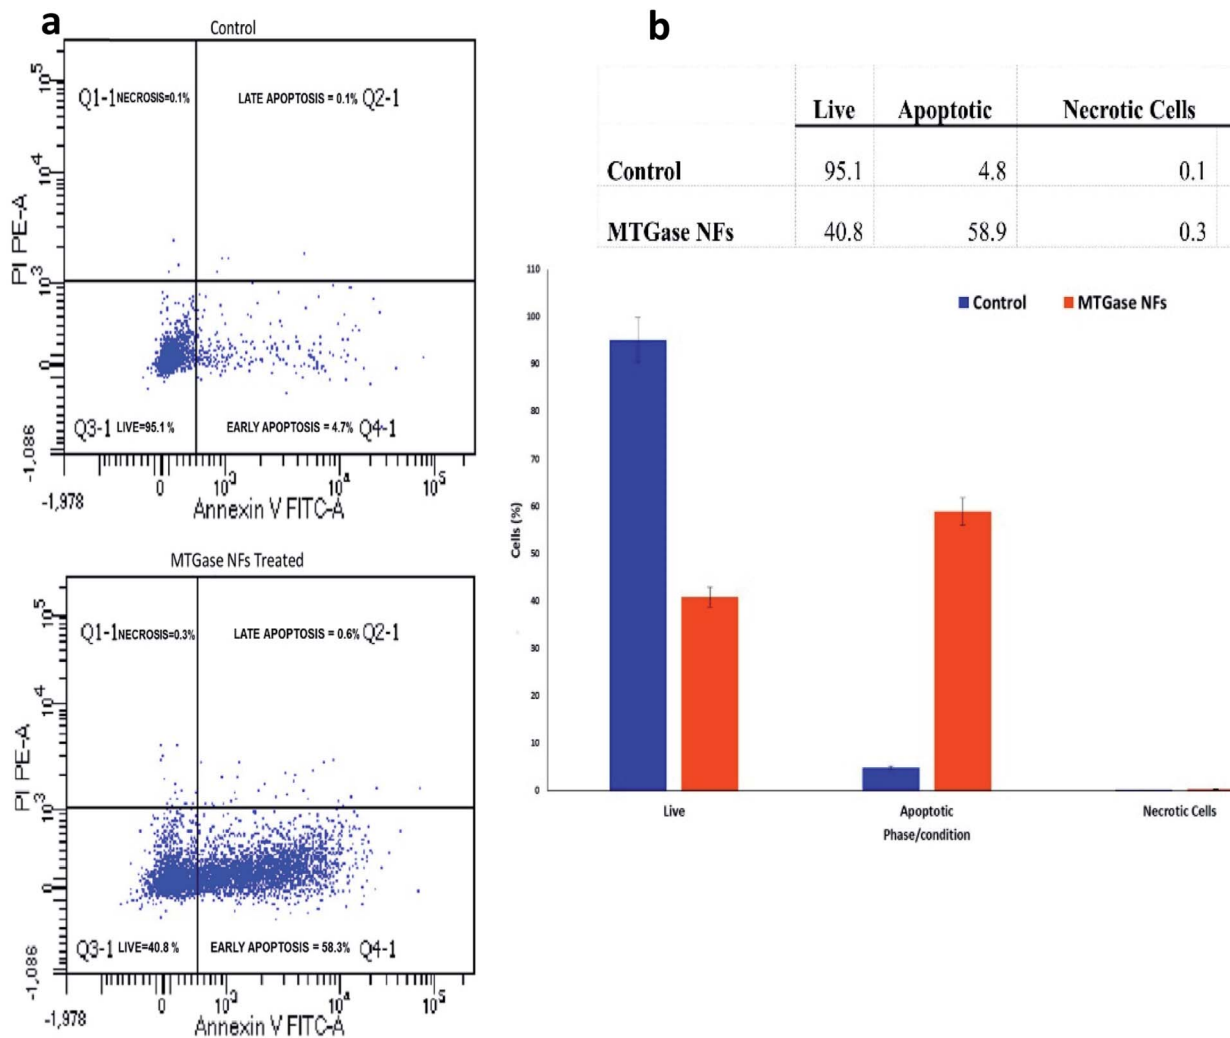 a
Control
Q1-1 NECROSIS=0.1%
LATE APOPTOSIS = 0.1% Q2-1
Q3-1 LIVE=95.1 %
EARLY APOPTOSIS = 4.7% Q4-1
PI PE-A
10^5
10^4
10^3
0
-1,086
-1,978
0
10^3
10^4
10^5
Annexin V FITC-A
MTGase NFs Treated
Q1-1 NECROSIS=0.3%
LATE APOPTOSIS = 0.6% Q2-1
Q3-1 LIVE=40.8 %
EARLY APOPTOSIS = 58.3% Q4-1
PI PE-A
10^5
10^4
10^3
0
-1,086
-1,978
0
10^3
10^4
10^5
Annexin V FITC-A
b
Live Apoptotic Necrotic Cells
Control 95.1 4.8 0.1
MTGase NFs 40.8 58.9 0.3
Control MTGase NFs
110
100
90
80
70
60
50
40
30
20
10
0
Cells (%)
Live Apoptotic Necrotic Cells
Phase/condition